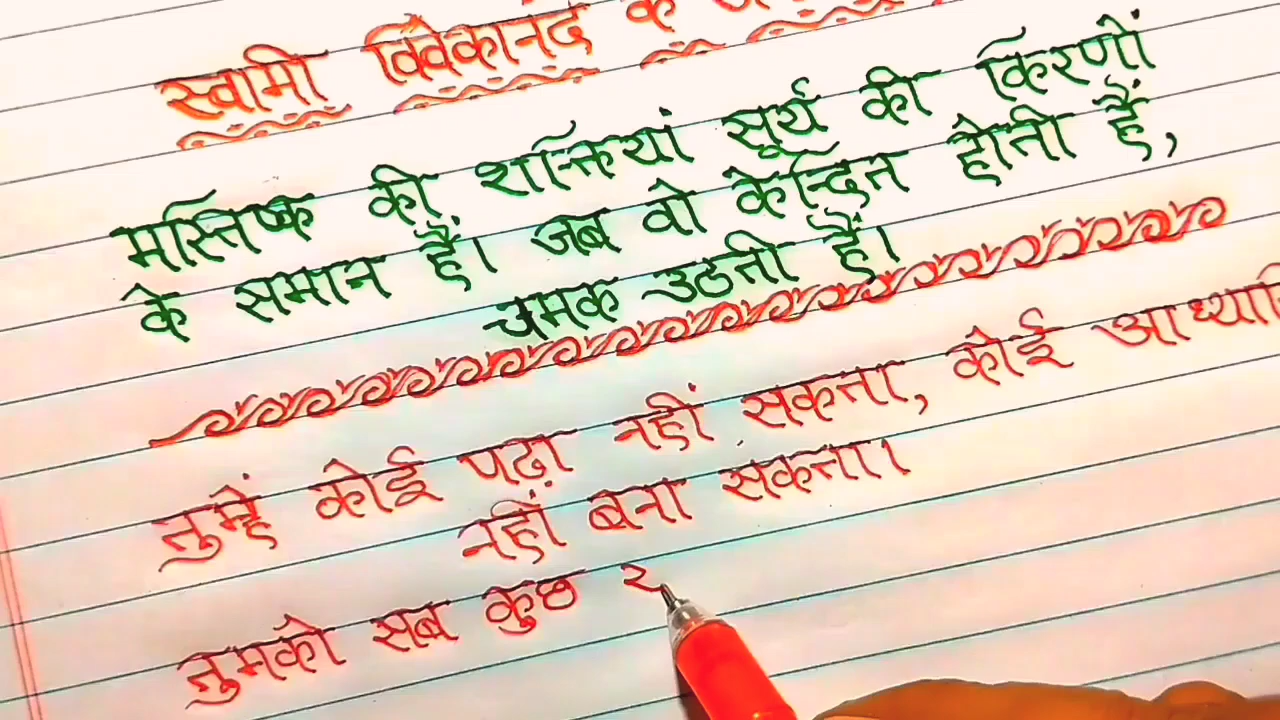 स्वामी विवेकानंद के
मस्तिष्क की शक्तियां सूर्य की किरणों
के समान हैं। जब वो केन्द्रित होती हैं,
चमक उठती हैं।
तुम्हें कोई पढ़ा नहीं सकता, कोई
नहीं बना सकता।
तुमको सब कुछ